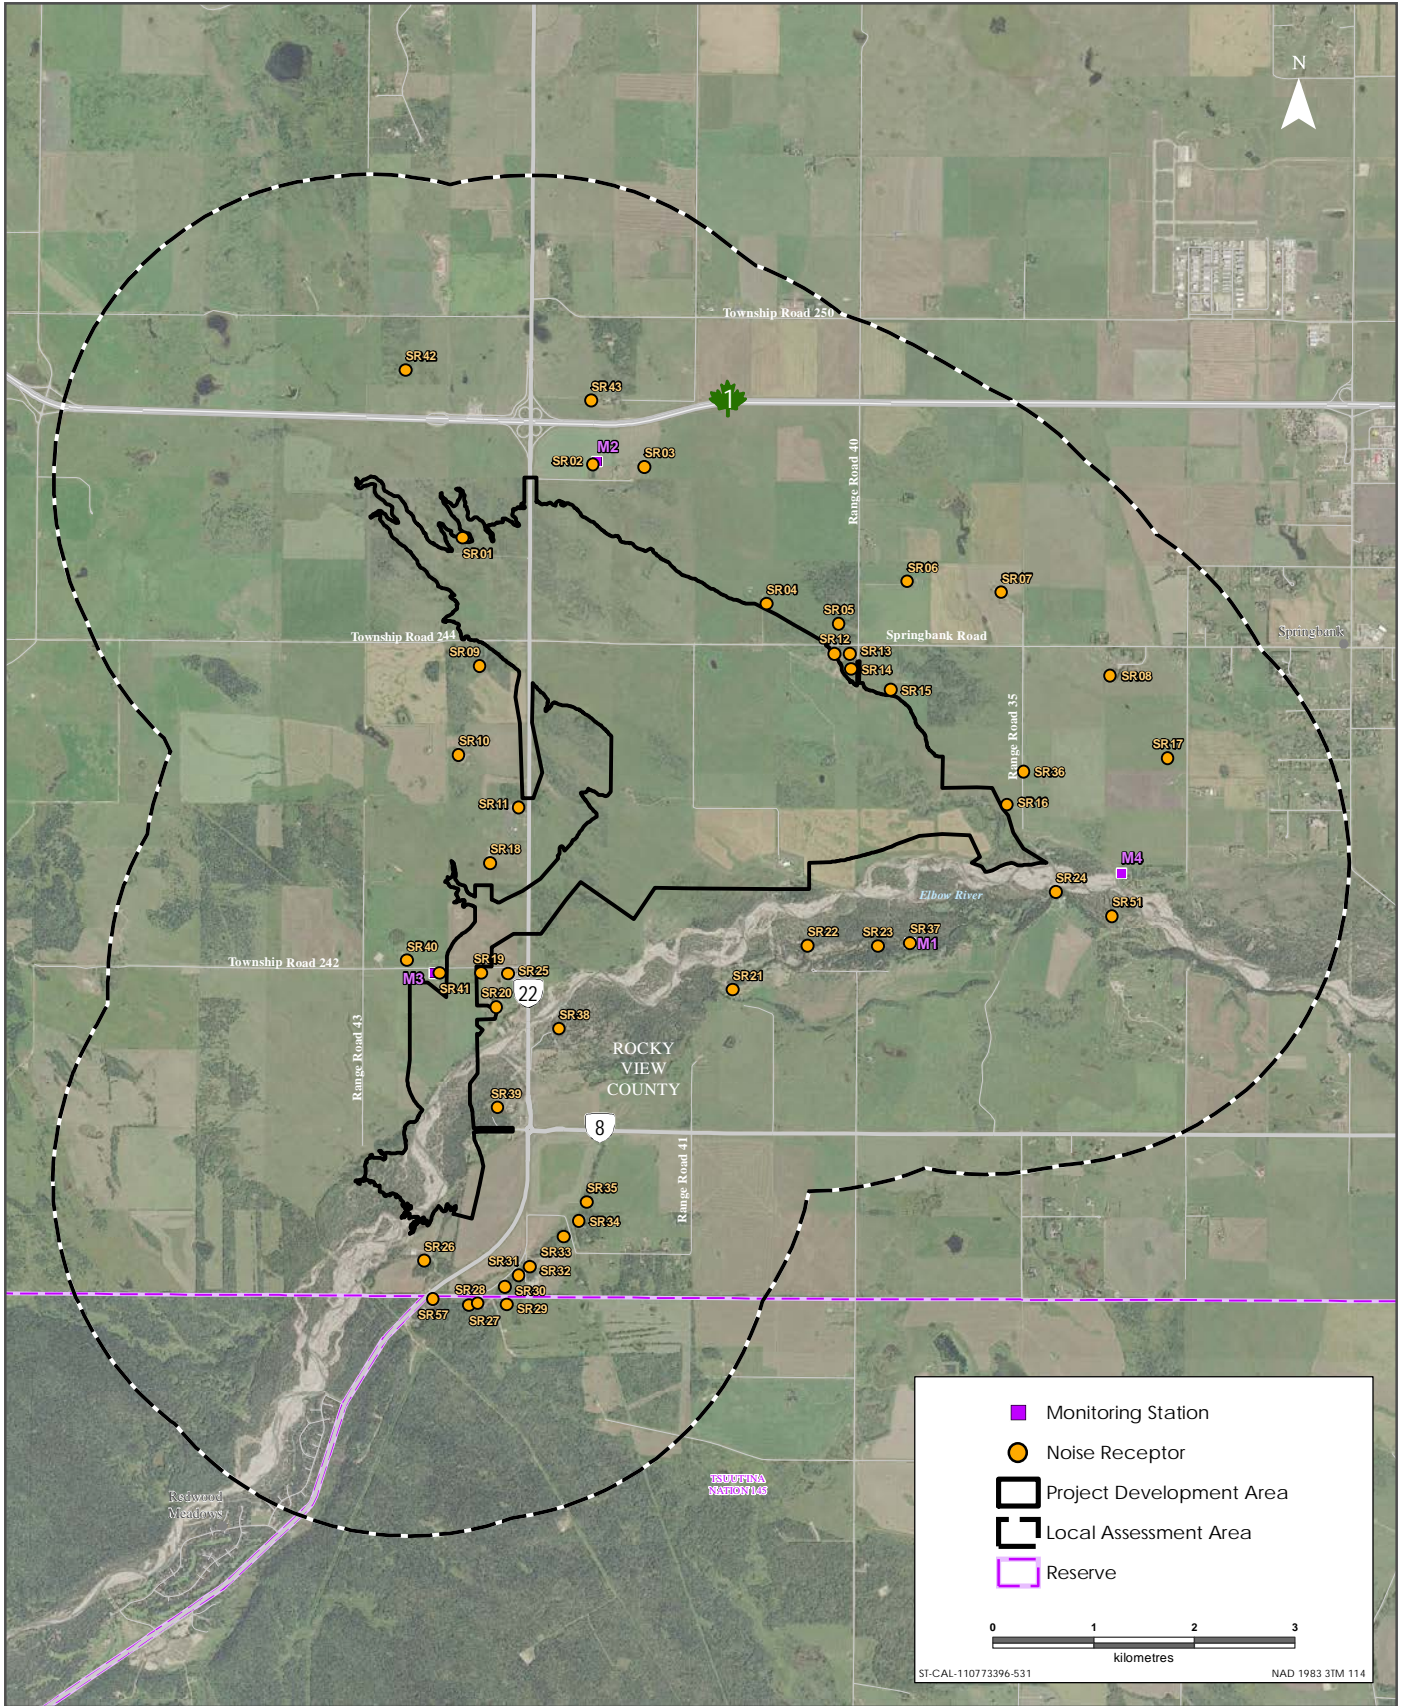 N
Township Road 250
SR42
SR43
1
M2
SR02
SR03
Range Road 40
SR01
SR04
SR06
SR07
SR05
Township Road 244
Springbank Road
Springbank
SR12
SR13
SR09
SR14
SR08
SR15
Range Road 35
SR10
SR17
SR36
SR11
SR16
SR18
M4
SR24
Elbow River
SR51
SR22
SR23
SR37
M1
SR40
Township Road 242
SR19
SR25
M3
SR41
SR21
22
SR20
SR38
Range Road 43
ROCKY
VIEW
COUNTY
SR39
8
Range Road 41
SR35
SR34
SR26
SR31
SR33
SR32
SR28
SR30
SR57
SR27
SR29
TSUUT'INA
NATION 145
Redwood
Meadows
Monitoring Station
Noise Receptor
Project Development Area
Local Assessment Area
Reserve
0 1 2 3
kilometres
ST-CAL-110773396-531
NAD 1983 3TM 114